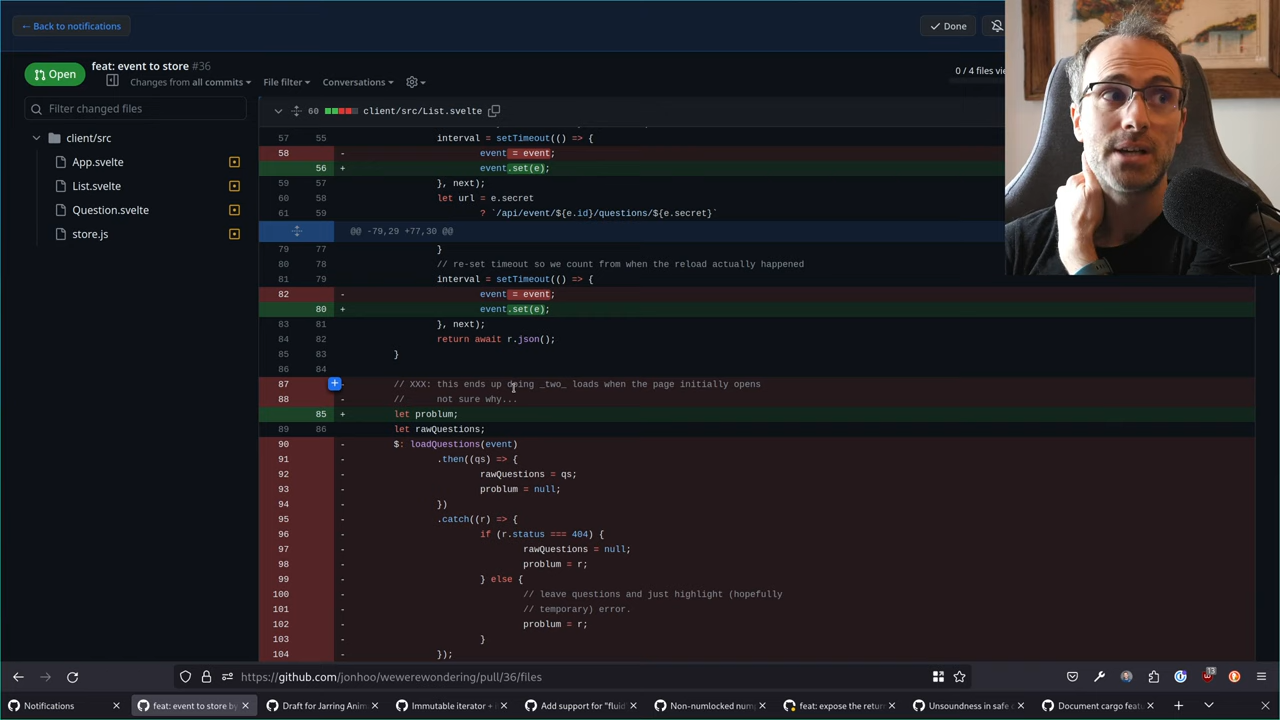 ← Back to notifications
Done
Open
feat: event to store #36
Changes from all commits
File filter
Conversations
0 / 4 files vie
Filter changed files
client/src
App.svelte
List.svelte
Question.svelte
store.js
60 client/src/List.svelte
57 55 interval = setTimeout(() => {
58 - event = event;
56 + event.set(e);
59 57 }, next);
60 58 let url = e.secret
61 59 ? `/api/event/${e.id}/questions/${e.secret}`
@@ -79,29 +77,30 @@
79 77 }
80 78 // re-set timeout so we count from when the reload actually happened
81 79 interval = setTimeout(() => {
82 - event = event;
80 + event.set(e);
83 81 }, next);
84 82 return await r.json();
85 83 }
86 84
87 - // XXX: this ends up doing _two_ loads when the page initially opens
88 - // not sure why...
85 + let problum;
89 86 let rawQuestions;
90 - $: loadQuestions(event)
91 - .then((qs) => {
92 - rawQuestions = qs;
93 - problum = null;
94 - })
95 - .catch((r) => {
96 - if (r.status === 404) {
97 - rawQuestions = null;
98 - problum = r;
99 - } else {
100 - // leave questions and just highlight (hopefully
101 - // temporary) error.
102 - problum = r;
103 - }
104 - });
https://github.com/jonhoo/wewerewondering/pull/36/files
13
Notifications
feat: event to store by
Draft for Jarring Anim
Immutable iterator +
Add support for "fluid
Non-numlocked num
feat: expose the retur
Unsoundness in safe
Document cargo featu